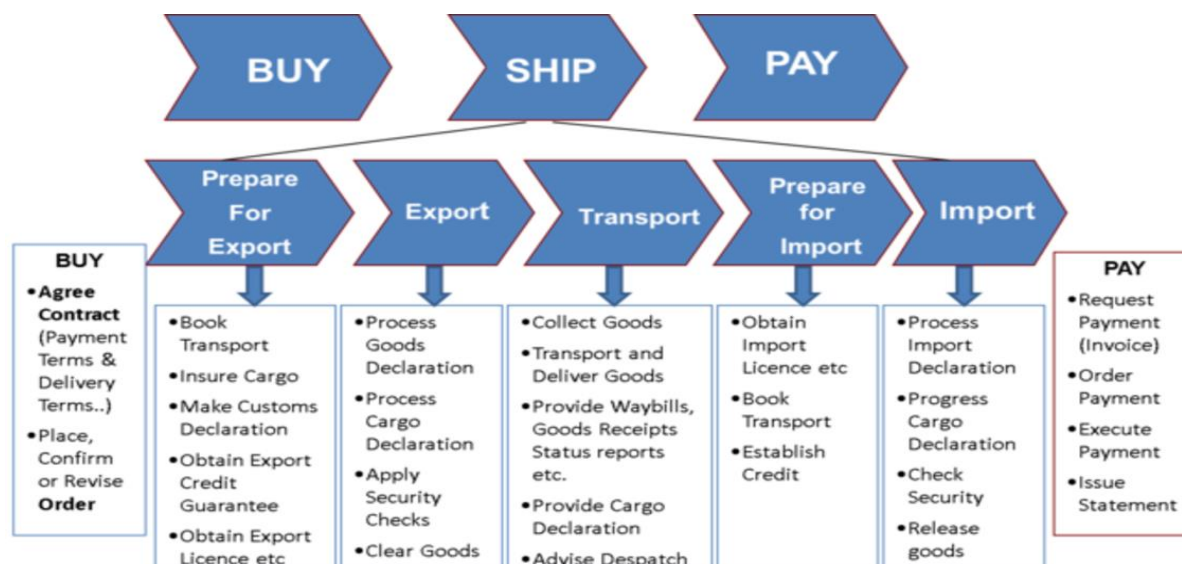 BUY
SHIP
PAY
Prepare
For
Export
Export
Transport
Prepare
for
Import
Import
BUY
•Agree
Contract
(Payment
Terms &
Delivery
Terms..)
•Place,
Confirm
or Revise
Order
•Book
Transport
•Insure Cargo
•Make Customs
Declaration
•Obtain Export
Credit
Guarantee
•Obtain Export
Licence etc
•Process
Goods
Declaration
•Process
Cargo
Declaration
•Apply
Security
Checks
•Clear Goods
•Collect Goods
•Transport and
Deliver Goods
•Provide Waybills,
Goods Receipts
Status reports
etc.
•Provide Cargo
Declaration
•Advise Despatch
•Obtain
Import
Licence etc
•Book
Transport
•Establish
Credit
•Process
Import
Declaration
•Progress
Cargo
Declaration
•Check
Security
•Release
goods
PAY
•Request
Payment
(Invoice)
•Order
Payment
•Execute
Payment
•Issue
Statement